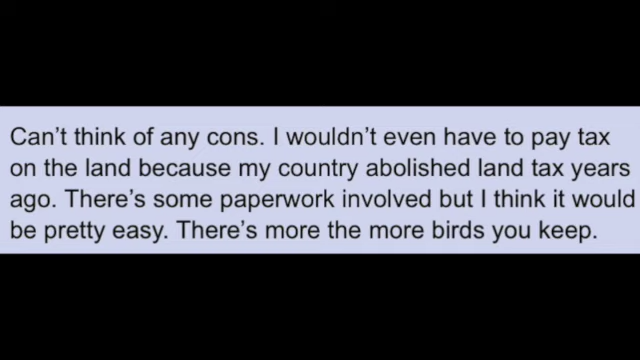 Can't think of any cons. I wouldn't even have to pay tax
on the land because my country abolished land tax years
ago. There's some paperwork involved but I think it would
be pretty easy. There's more the more birds you keep.